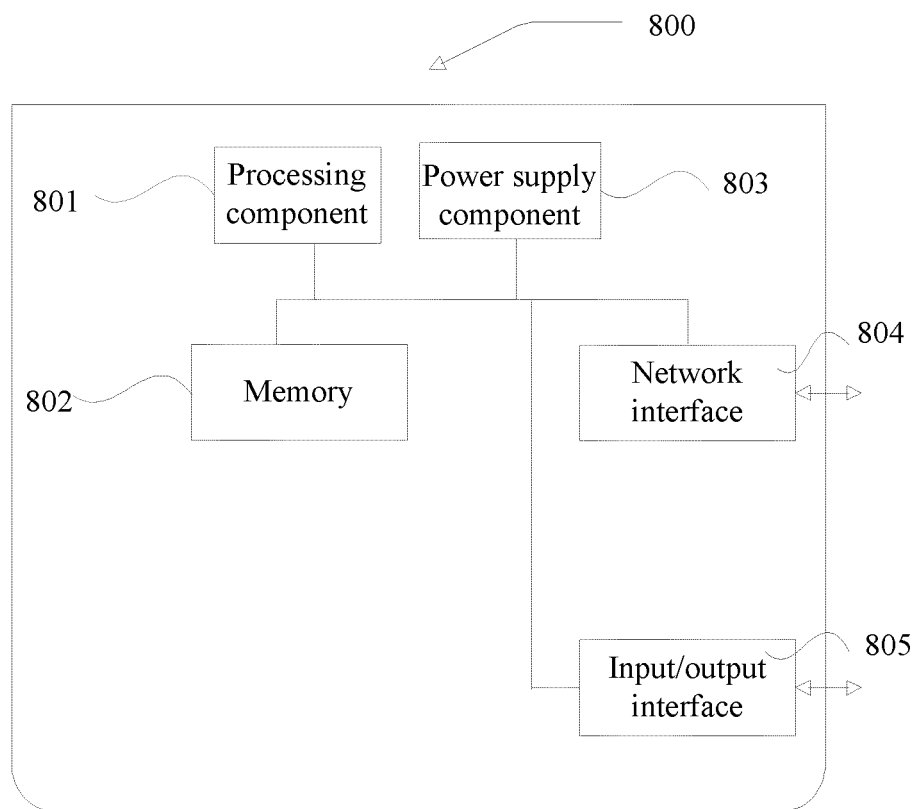 800
Processing
component
801
Power supply
component
803
Memory
802
Network
interface
804
Input/output
interface
805